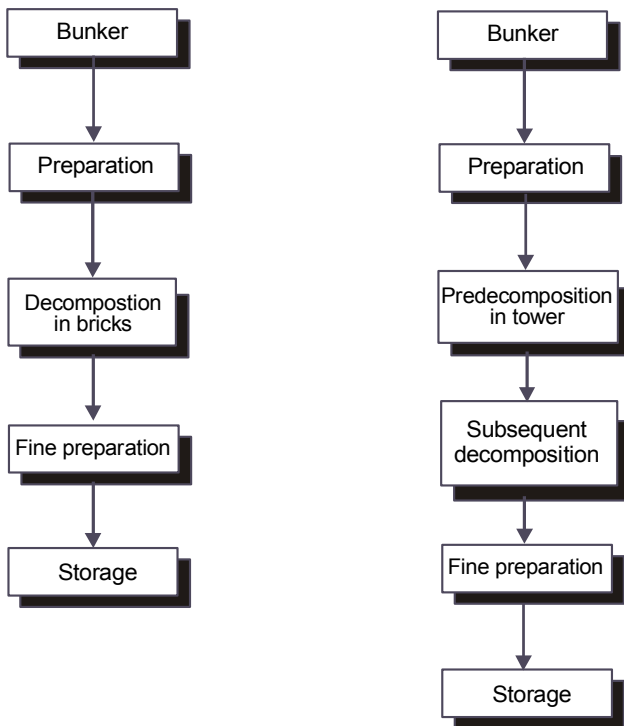 Bunker
Preparation
Decompostion
in bricks
Fine preparation
Storage
Bunker
Preparation
Predecomposition
in tower
Subsequent
decomposition
Fine preparation
Storage